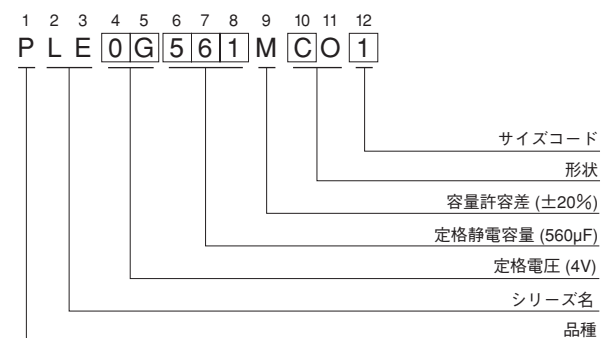 1 2 3 4 5 6 7 8 9 10 11 12
P L E 0 G 5 6 1 M C O 1
サイズコード
形状
容量許容差 (±20%)
定格静電容量 (560µF)
定格電圧 (4V)
シリーズ名
品種